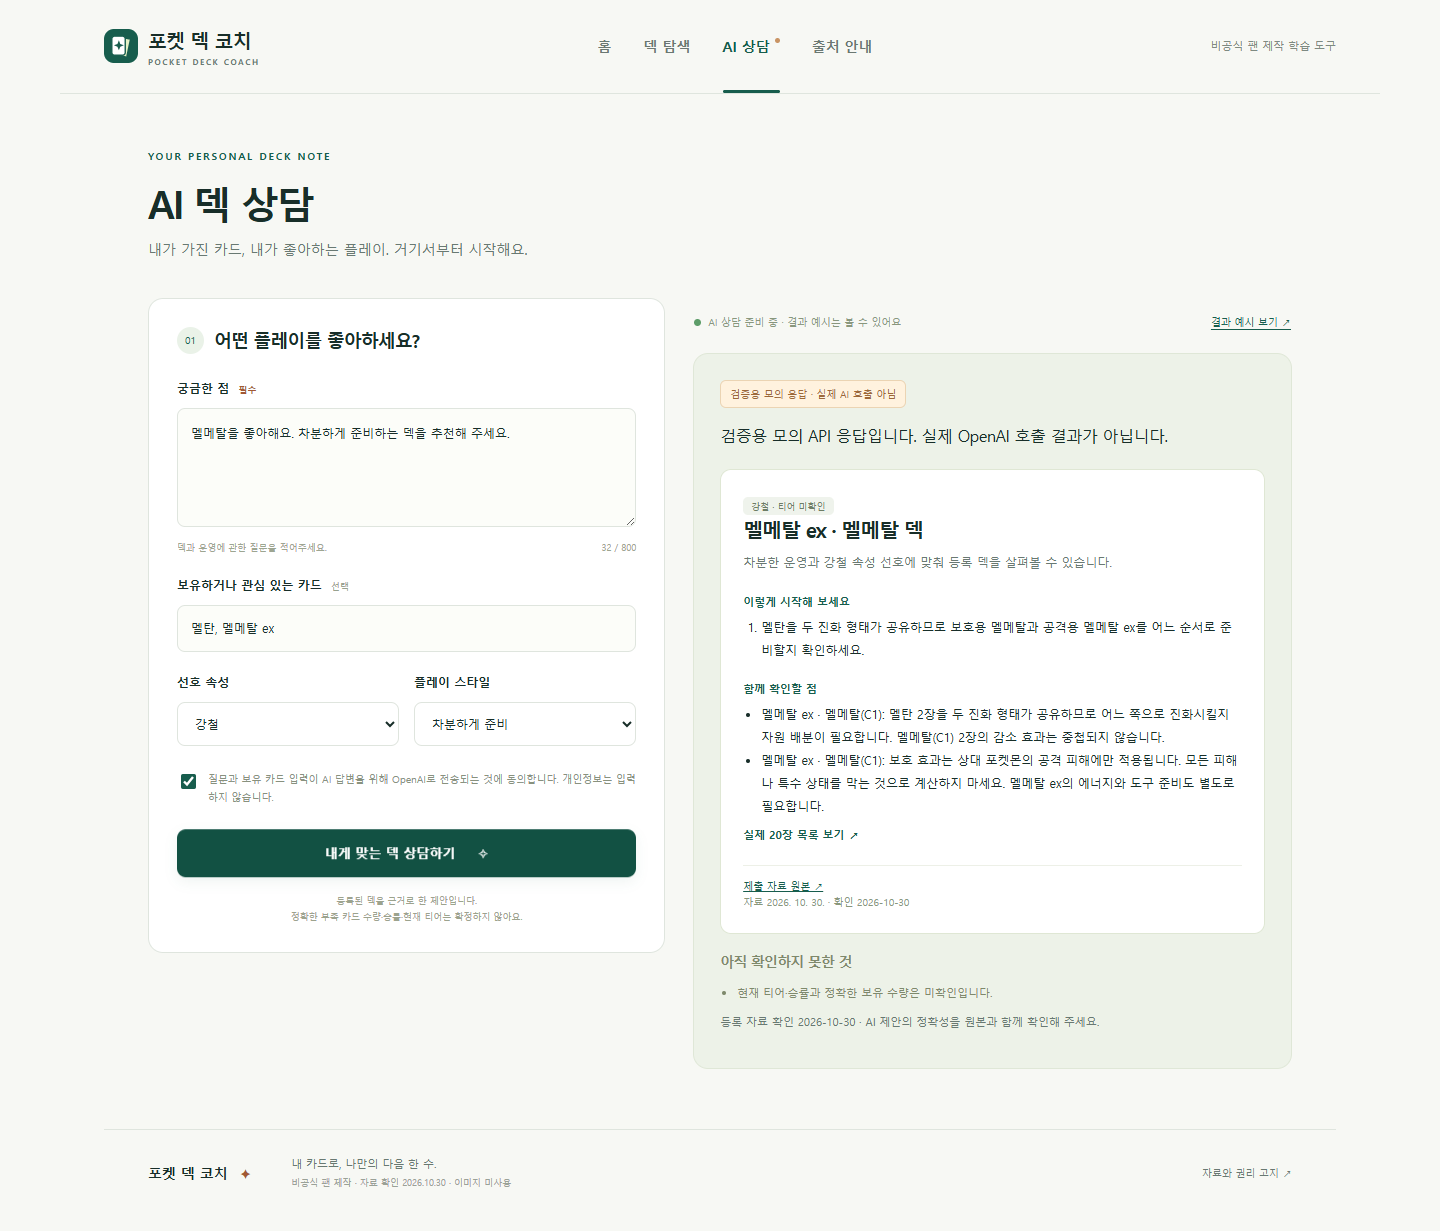 포켓 덱 코치
POCKET DECK COACH
홈
덱 탐색
AI 상담
출처 안내
비공식 팬 제작 학습 도구
YOUR PERSONAL DECK NOTE
AI 덱 상담
내가 가진 카드, 내가 좋아하는 플레이. 거기서부터 시작해요.
01
어떤 플레이를 좋아하세요?
궁금한 점 필수
멜메탈을 좋아해요. 차분하게 준비하는 덱을 추천해 주세요.
덱과 운영에 관한 질문을 적어주세요.
32 / 800
보유하거나 관심 있는 카드 선택
멜탄, 멜메탈 ex
선호 속성
플레이 스타일
강철
차분하게 준비
질문과 보유 카드 입력이 AI 답변을 위해 OpenAI로 전송되는 것에 동의합니다. 개인정보는 입력
하지 않습니다.
내게 맞는 덱 상담하기 ✧
등록된 덱을 근거로 한 제안입니다.
정확한 부족 카드 수량·승률·현재 티어는 확정하지 않아요.
AI 상담 준비 중 · 결과 예시는 볼 수 있어요
결과 예시 보기 ↗
검증용 모의 응답 · 실제 AI 호출 아님
검증용 모의 API 응답입니다. 실제 OpenAI 호출 결과가 아닙니다.
강철 · 티어 미확인
멜메탈 ex · 멜메탈 덱
차분한 운영과 강철 속성 선호에 맞춰 등록 덱을 살펴볼 수 있습니다.
이렇게 시작해 보세요
1. 멜탄을 두 진화 형태가 공유하므로 보호용 멜메탈과 공격용 멜메탈 ex를 어느 순서로 준
비할지 확인하세요.
함께 확인할 점
• 멜메탈 ex · 멜메탈(C1): 멜탄 2장을 두 진화 형태가 공유하므로 어느 쪽으로 진화시킬지
자원 배분이 필요합니다. 멜메탈(C1) 2장의 감소 효과는 중첩되지 않습니다.
• 멜메탈 ex · 멜메탈(C1): 보호 효과는 상대 포켓몬의 공격 피해에만 적용됩니다. 모든 피해
나 특수 상태를 막는 것으로 계산하지 마세요. 멜메탈 ex의 에너지와 도구 준비도 별도로
필요합니다.
실제 20장 목록 보기 ↗
제출 자료 원본 ↗
자료 2026. 10. 30. · 확인 2026-10-30
아직 확인하지 못한 것
• 현재 티어·승률과 정확한 보유 수량은 미확인입니다.
등록 자료 확인 2026-10-30 · AI 제안의 정확성을 원본과 함께 확인해 주세요.
포켓 덱 코치 ✦
내 카드로, 나만의 다음 한 수.
비공식 팬 제작 · 자료 확인 2026.10.30 · 이미지 미사용
자료와 권리 고지 ↗